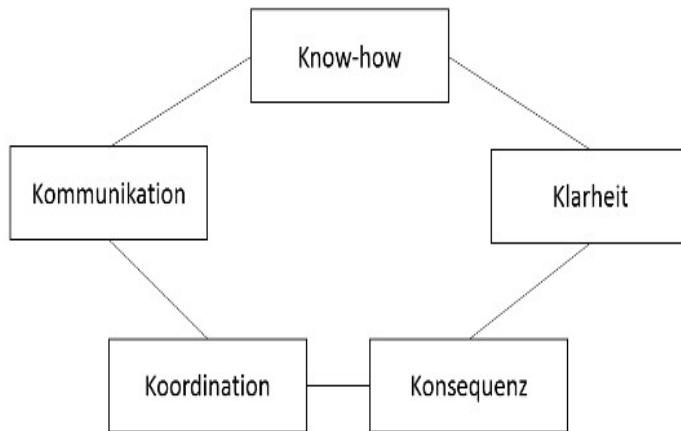 Know-how
Kommunikation
Klarheit
Koordination
Konsequenz